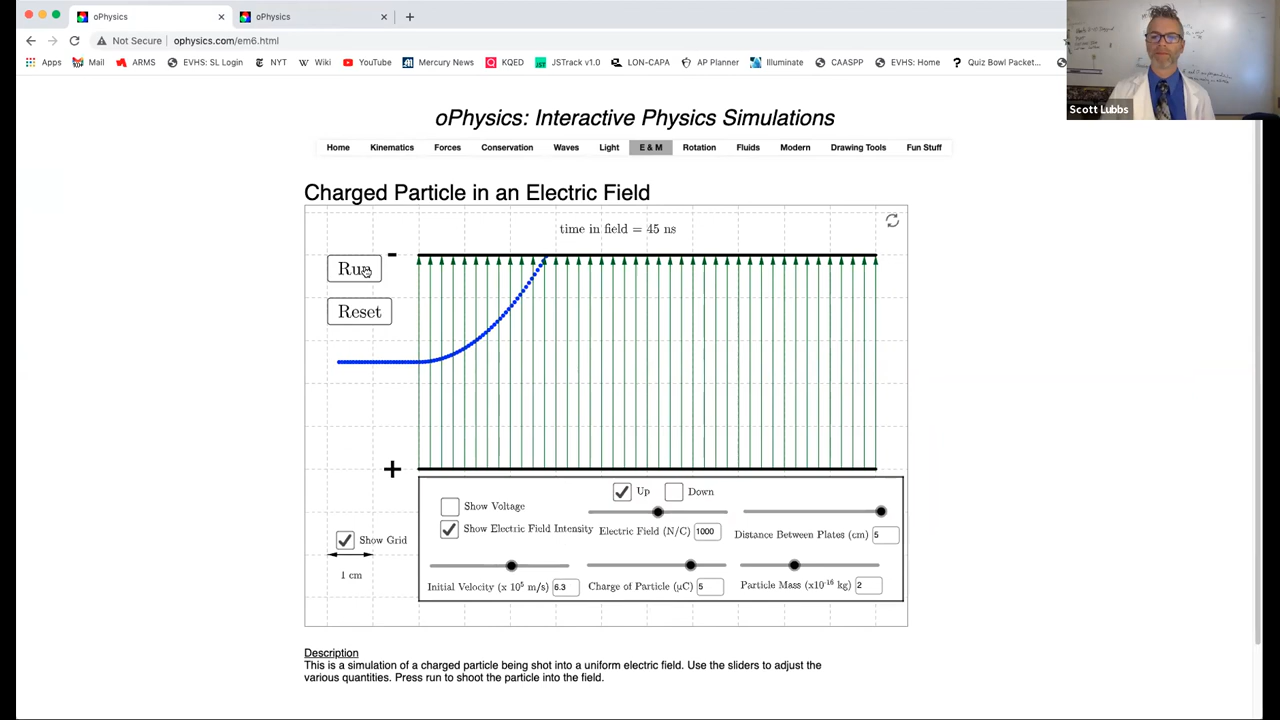 oPhysics
oPhysics
Not Secure ophysics.com/em6.html
Apps Mail ARMS EVHS: SL Login NYT Wiki YouTube Mercury News KQED JSTrack v1.0 LON-CAPA AP Planner Illuminate CAASPP EVHS: Home Quiz Bowl Packet...
Scott Lubbs
oPhysics: Interactive Physics Simulations
Home Kinematics Forces Conservation Waves Light E & M Rotation Fluids Modern Drawing Tools Fun Stuff
Charged Particle in an Electric Field
time in field = 45 ns
Run
-
Reset
+
Up Down
Show Voltage
Show Electric Field Intensity Electric Field (N/C) 1000 Distance Between Plates (cm) 5
Show Grid
1 cm
Initial Velocity (x 10⁵ m/s) 6.3 Charge of Particle (μC) 5 Particle Mass (x10⁻¹⁶ kg) 2
Description
This is a simulation of a charged particle being shot into a uniform electric field. Use the sliders to adjust the
various quantities. Press run to shoot the particle into the field.